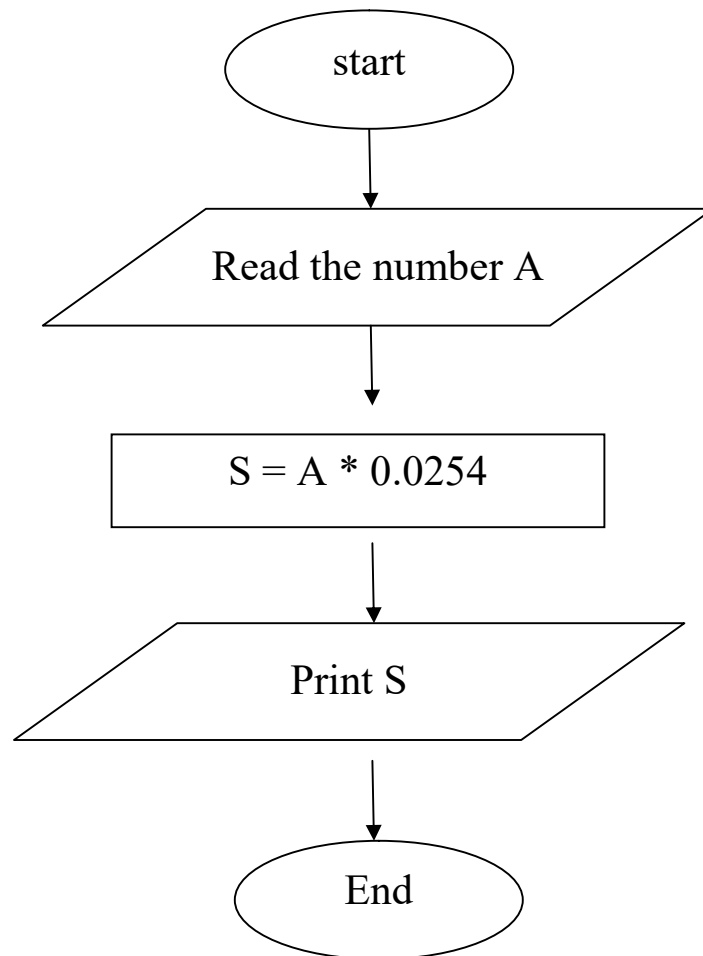 start
Read the number A
S = A * 0.0254
Print S
End